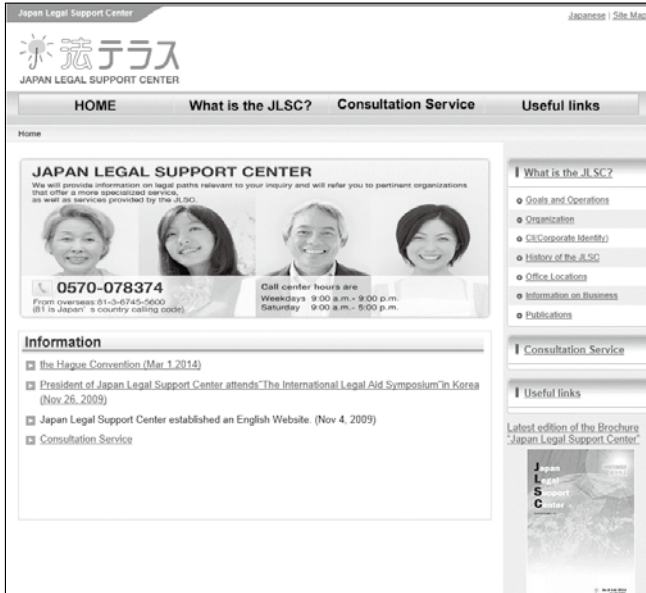 Japan Legal Support Center
Japanese | Site Map
法テラス
JAPAN LEGAL SUPPORT CENTER
HOME
What is the JLSC?
Consultation Service
Useful links
Home
JAPAN LEGAL SUPPORT CENTER
We will provide information on legal paths relevant to your inquiry and will refer you to pertinent organizations
that offer a more specialized service,
as well as services provided by the JLSC.
0570-078374
From overseas:81-3-6745-5600
(81 is Japan's country calling code)
Call center hours are
Weekdays 9:00 a.m.- 9:00 p.m.
Saturday 9:00 a.m.- 5:00 p.m.
Information
the Hague Convention (Mar 1.2014)
President of Japan Legal Support Center attends"The International Legal Aid Symposium"in Korea
(Nov 26, 2009)
Japan Legal Support Center established an English Website. (Nov 4, 2009)
Consultation Service
What is the JLSC?
Goals and Operations
Organization
CI(Corporate Identity)
History of the JLSC
Office Locations
Information on Business
Publications
Consultation Service
Useful links
Latest edition of the Brochure
"Japan Legal Support Center"
Japan
Legal
Support
Center